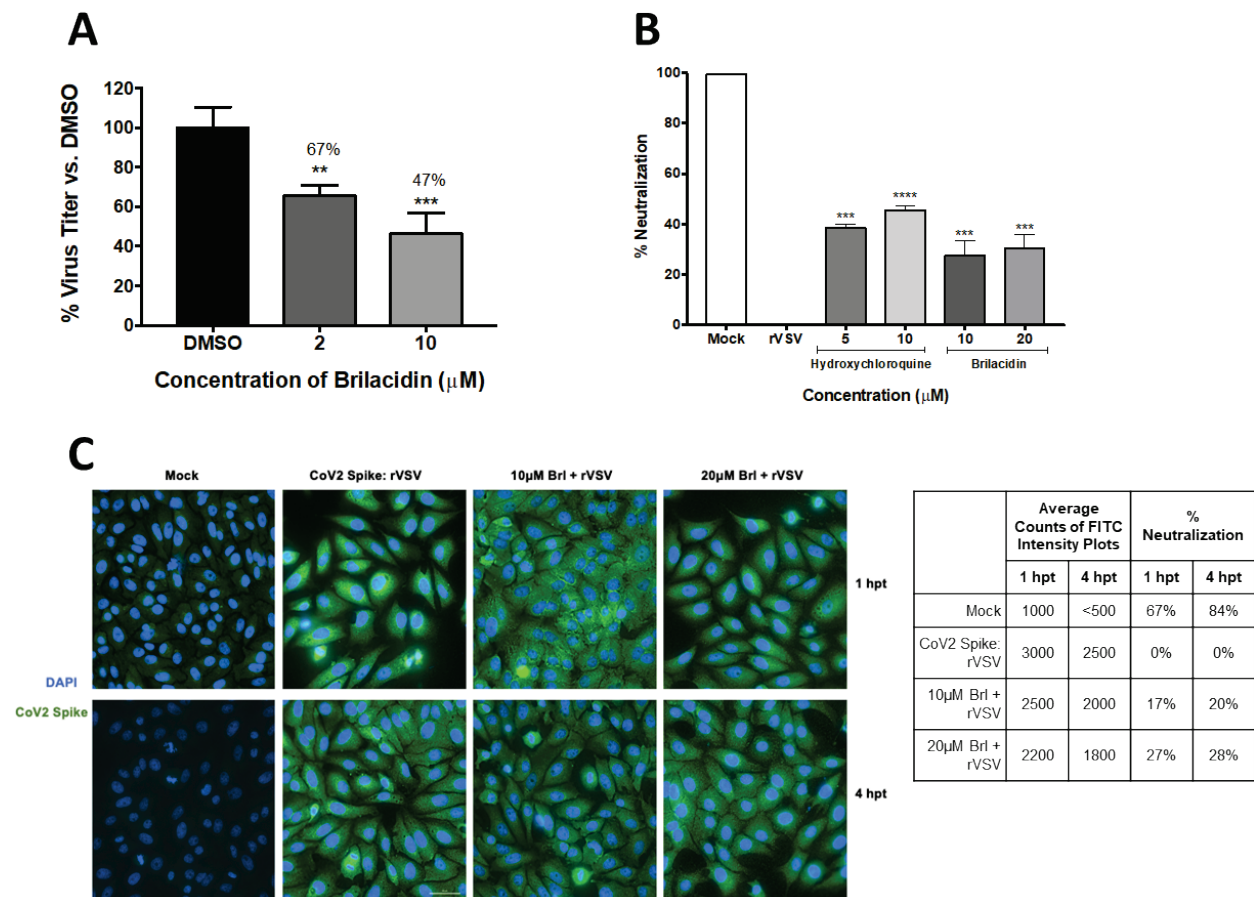 A
% Virus Titer vs. DMSO
120
100
80
60
40
20
0
67%
**
47%
***
DMSO
2
10
Concentration of Brilacidin (μM)
B
% Neutralization
100
80
60
40
20
0
***
****
***
***
Mock
rVSV
5
10
10
20
Hydroxychloroquine
Brilacidin
Concentration (μM)
C
Mock
CoV2 Spike: rVSV
10μM Brl + rVSV
20μM Brl + rVSV
1 hpt
DAPI
CoV2 Spike
4 hpt
Average
Counts of FITC
Intensity Plots
%
Neutralization
1 hpt 4 hpt 1 hpt 4 hpt
Mock 1000 <500 67% 84%
CoV2 Spike:
rVSV 3000 2500 0% 0%
10μM Brl +
rVSV 2500 2000 17% 20%
20μM Brl +
rVSV 2200 1800 27% 28%